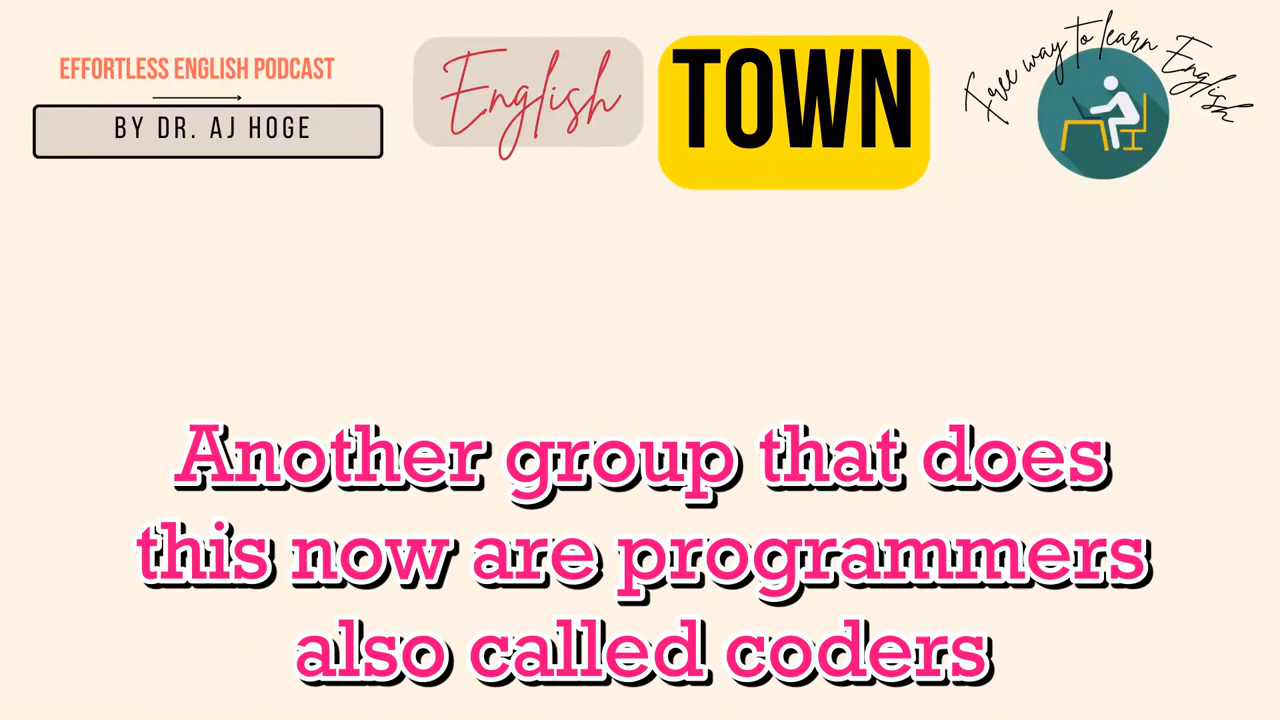 EFFORTLESS ENGLISH PODCAST
BY DR. AJ HOGE
English
TOWN
Free way to learn English
Another group that does
this now are programmers
also called coders